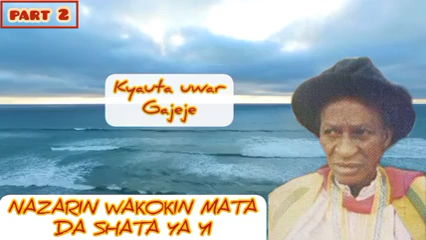 PART 2
Kyauta uwar
Gajeje
NAZARIN WAKOKIN MATA
DA SHATA YA YI